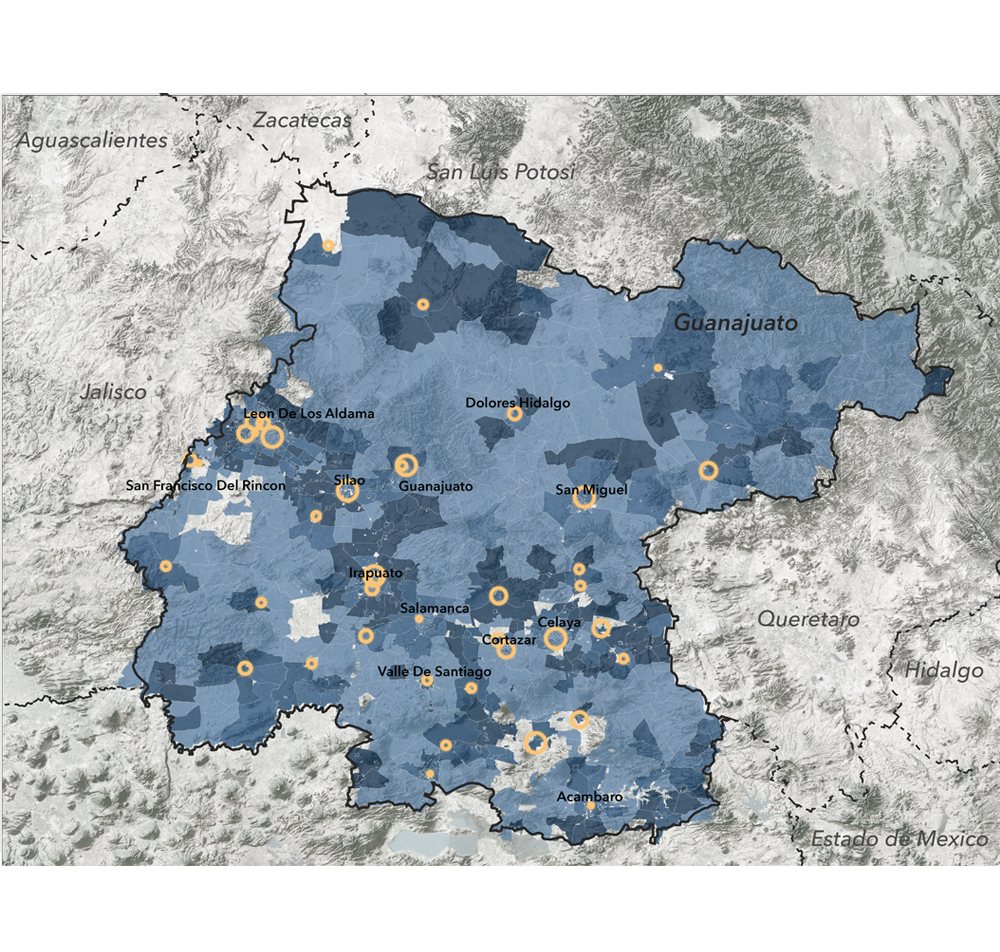 Zacatecas
Aguascalientes
San Luis Potosí
Guanajuato
Jalisco
Dolores Hidalgo
Leon De Los Aldama
Silao
San Francisco Del Rincon
Guanajuato
San Miguel
Irapuato
Salamanca
Queretaro
Celaya
Cortazar
Hidalgo
Valle De Santiago
Acambaro
Estado de Mexico